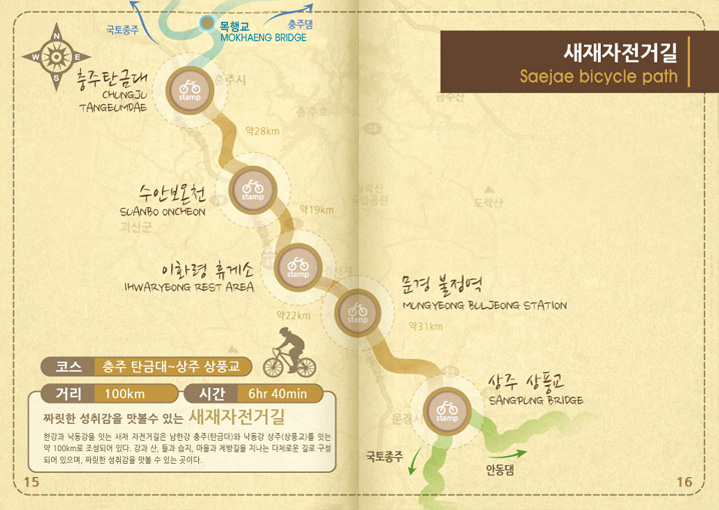 국토종주
목행교
MOKHAENG BRIDGE
충주댐
N
W
E
S
새재자전거길
Saejae bicycle path
충주탄금대
CHUNGJU
TANGEUMDAE
stamp
충주시
약28km
수안보온천
SUANBO ONCHEON
stamp
괴산군
약19km
도락산
이화령 휴게소
IHWARYEONG REST AREA
stamp
약22km
문경 불정역
MUNGYEONG BULJEONG STATION
stamp
약31km
상주 상풍교
SANGPUNG BRIDGE
stamp
문경시
국토종주
안동댐
코스
충주 탄금대~상주 상풍교
거리
100km
시간
6hr 40min
짜릿한 성취감을 맛볼수 있는 새재자전거길
한강과 낙동강을 잇는 새재 자전거길은 남한강 충주(탄금대)와 낙동강 상주(상풍교)를 잇는
약 100km로 조성되어 있다. 강과 산, 들과 습지, 마을과 제방길을 지나는 다채로운 길로 구성
되어 있으며, 짜릿한 성취감을 맛볼 수 있는 곳이다.
15
16